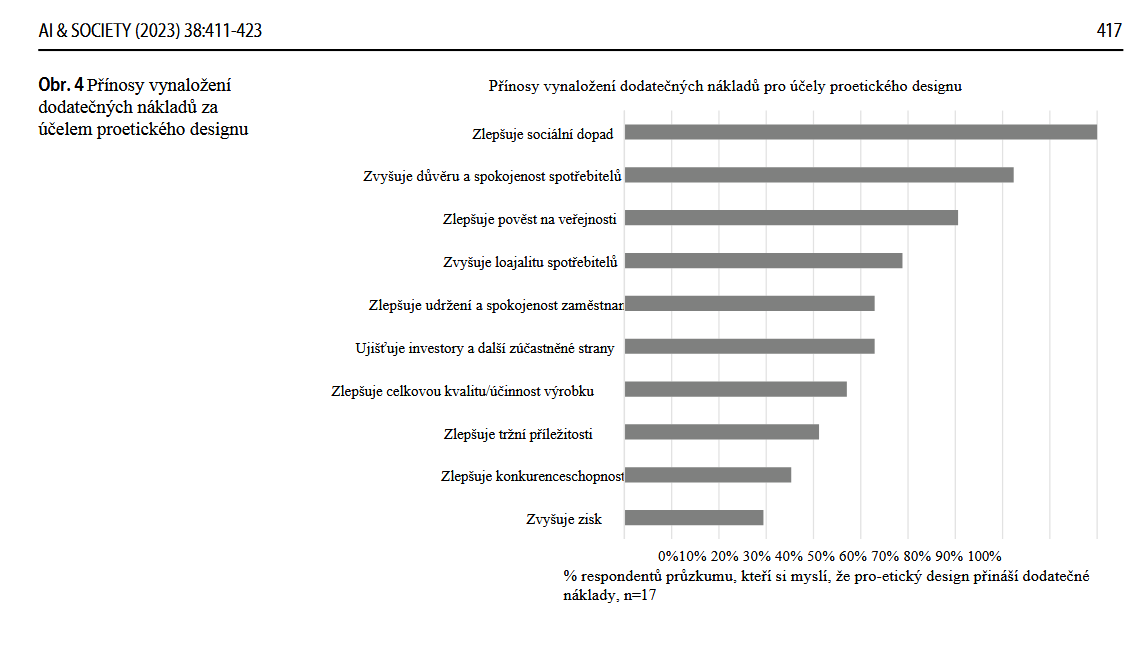 AI & SOCIETY (2023) 38:411-423 417
Obr. 4 Přínosy vynaložení
dodatečných nákladů za
účelem proetického designu
Přínosy vynaložení dodatečných nákladů pro účely proetického designu
Zlepšuje sociální dopad
Zvyšuje důvěru a spokojenost spotřebitelů
Zlepšuje pověst na veřejnosti
Zvyšuje loajalitu spotřebitelů
Zlepšuje udržení a spokojenost zaměstnan
Ujišťuje investory a další zúčastněné strany
Zlepšuje celkovou kvalitu/účinnost výrobku
Zlepšuje tržní příležitosti
Zlepšuje konkurenceschopnost
Zvyšuje zisk
0%10% 20% 30% 40% 50% 60% 70% 80% 90% 100%
% respondentů průzkumu, kteří si myslí, že pro-etický design přináší dodatečné
náklady, n=17